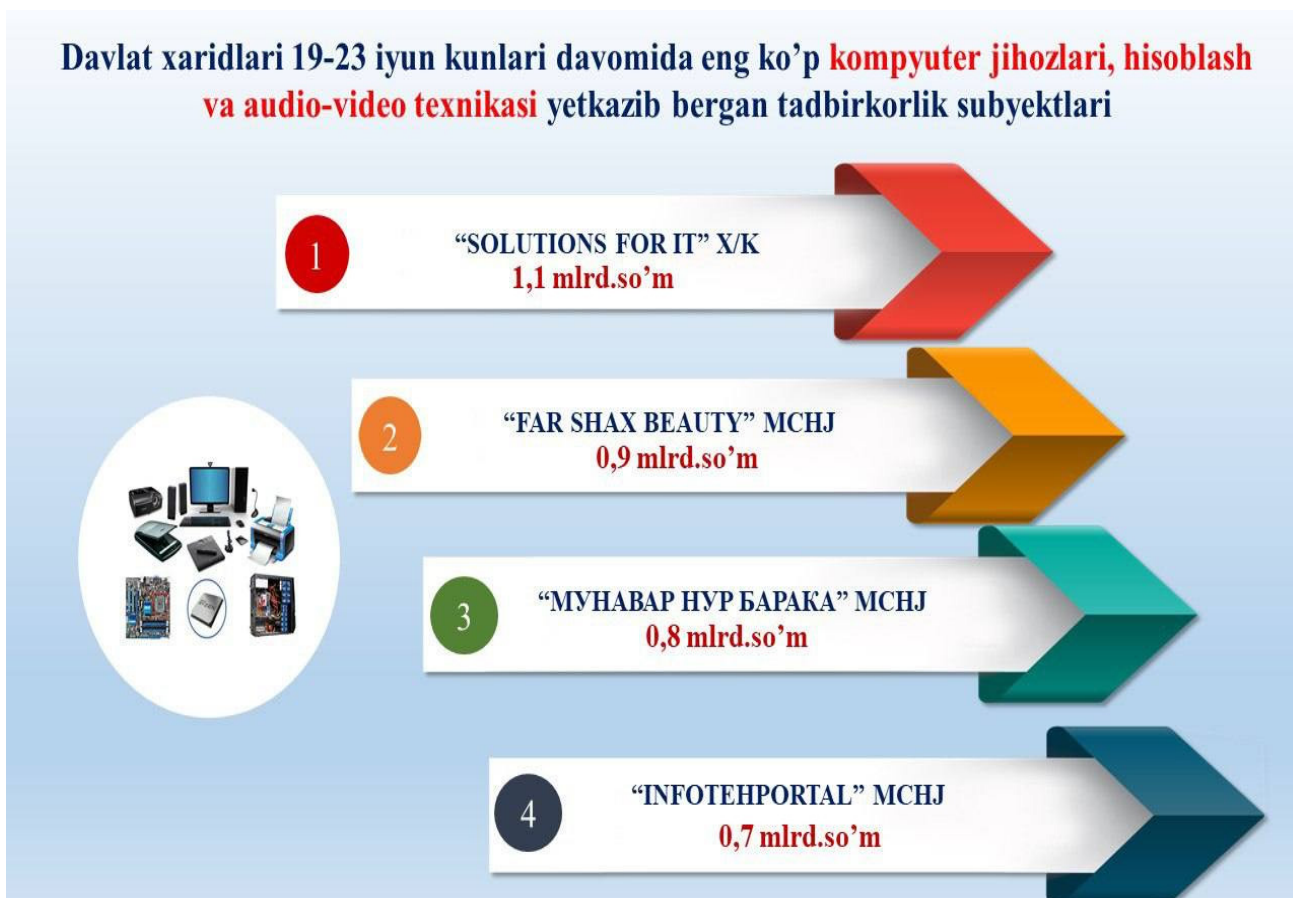 Davlat xaridlari 19-23 iyun kunlari davomida eng ko’p kompyuter jihozlari, hisoblash
va audio-video texnikasi yetkazib bergan tadbirkorlik subyektlari
1
“SOLUTIONS FOR IT” X/K
1,1 mlrd.so’m
2
“FAR SHAX BEAUTY” MCHJ
0,9 mlrd.so’m
3
“МУНАВАР НУР БАРАКА” MCHJ
0,8 mlrd.so’m
4
“INFOTEHPORTAL” MCHJ
0,7 mlrd.so’m